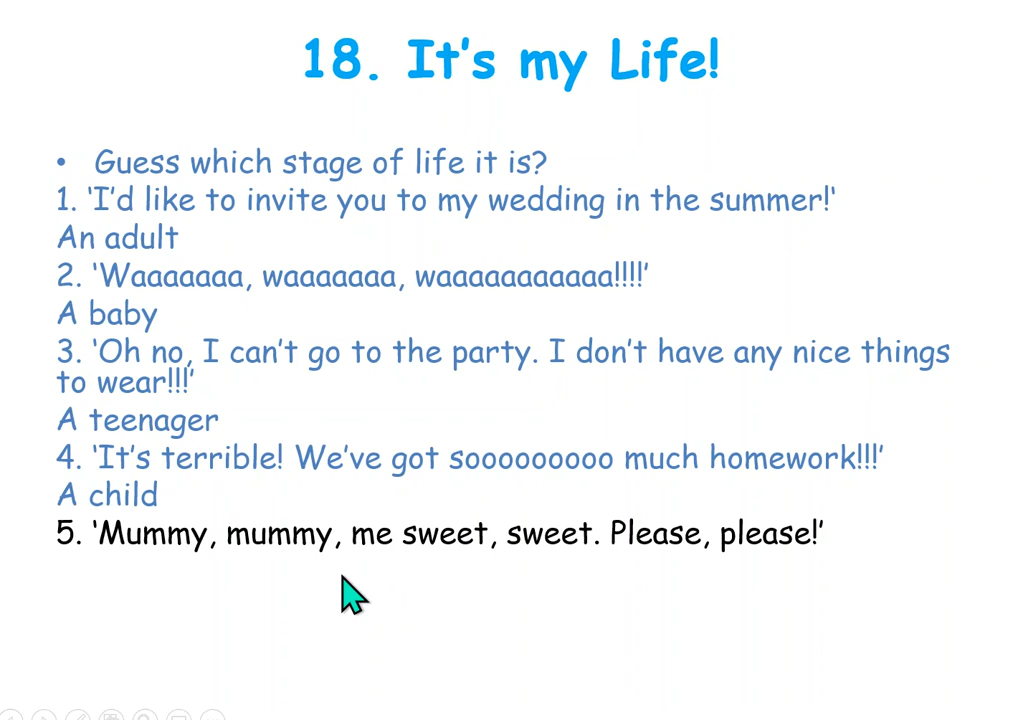 18. It's my Life!
• Guess which stage of life it is?
1. ‘I’d like to invite you to my wedding in the summer!‘
An adult
2. ‘Waaaaaaa, waaaaaaa, waaaaaaaaaaa!!!!’
A baby
3. ‘Oh no, I can’t go to the party. I don’t have any nice things
to wear!!!’
A teenager
4. ‘It’s terrible! We’ve got sooooooooo much homework!!!’
A child
5. ‘Mummy, mummy, me sweet, sweet. Please, please!’